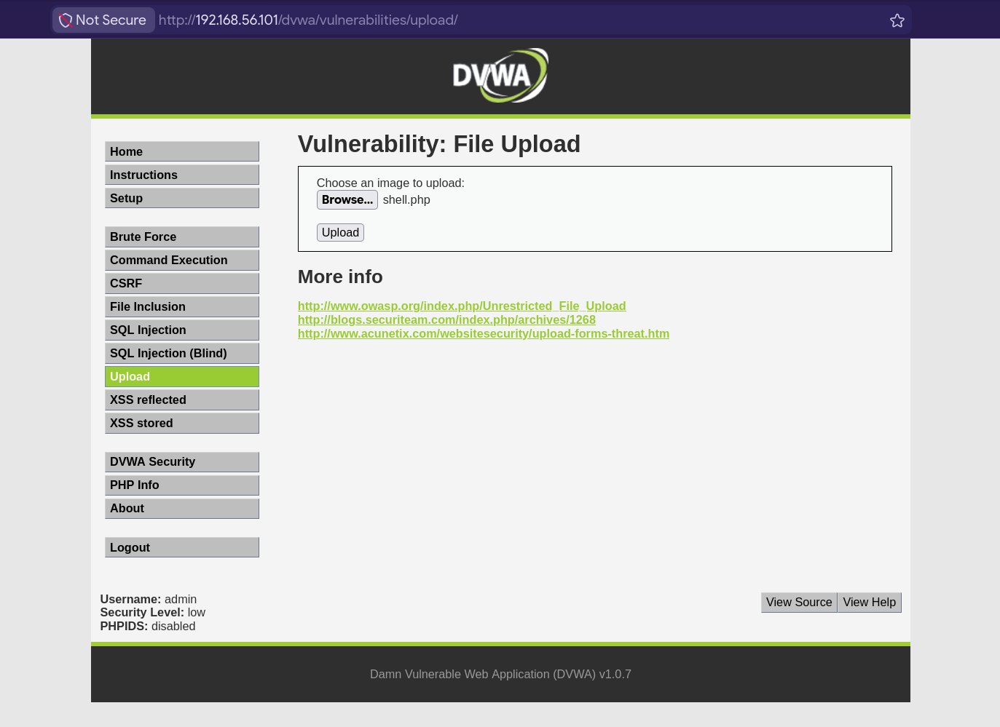 Not Secure http://192.168.56.101/dvwa/vulnerabilities/upload/
DVWA
Home
Instructions
Setup
Brute Force
Command Execution
CSRF
File Inclusion
SQL Injection
SQL Injection (Blind)
Upload
XSS reflected
XSS stored
DVWA Security
PHP Info
About
Logout
Vulnerability: File Upload
Choose an image to upload:
Browse... shell.php
Upload
More info
http://www.owasp.org/index.php/Unrestricted_File_Upload
http://blogs.securiteam.com/index.php/archives/1268
http://www.acunetix.com/websitesecurity/upload-forms-threat.htm
Username: admin
Security Level: low
PHPIDS: disabled
View Source View Help
Damn Vulnerable Web Application (DVWA) v1.0.7